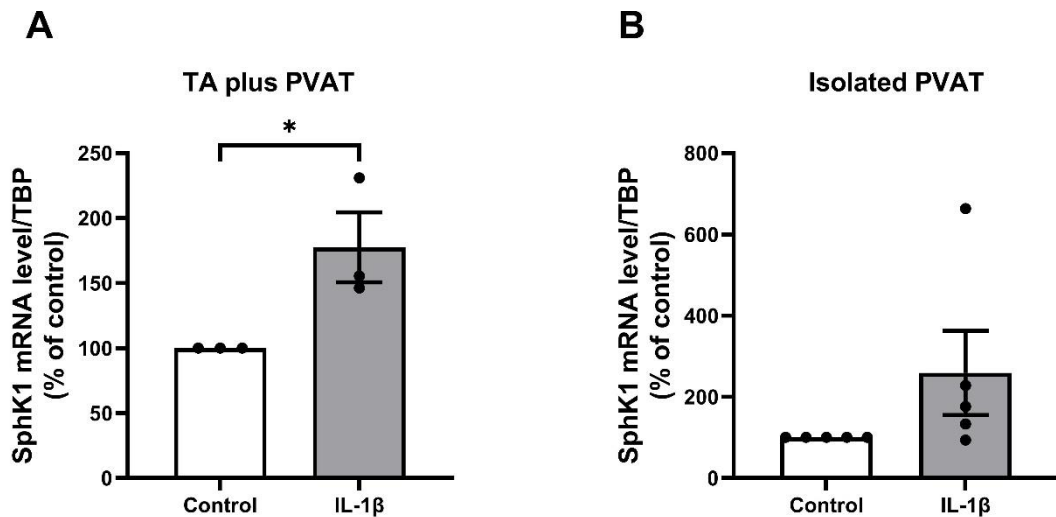 A
TA plus PVAT
*
SphK1 mRNA level/TBP
(% of control)
250
200
150
100
50
0
Control
IL-1β
B
Isolated PVAT
SphK1 mRNA level/TBP
(% of control)
800
600
400
200
0
Control
IL-1β